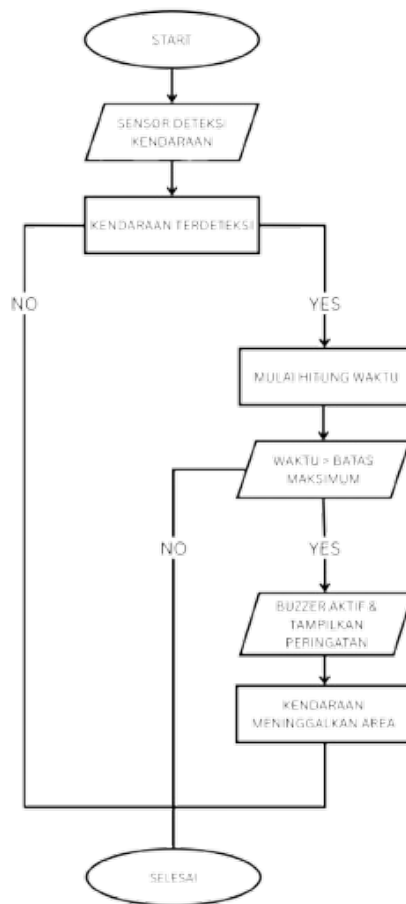 START
SENSOR DETEKSI
KENDARAAN
KENDARAAN TERDETEKSI
NO
YES
MULAI HITUNG WAKTU
WAKTU > BATAS
MAKSIMUM
NO
YES
BUZZER AKTIF &
TAMPILKAN
PERINGATAN
KENDARAAN
MENINGGALKAN AREA
SELESAI